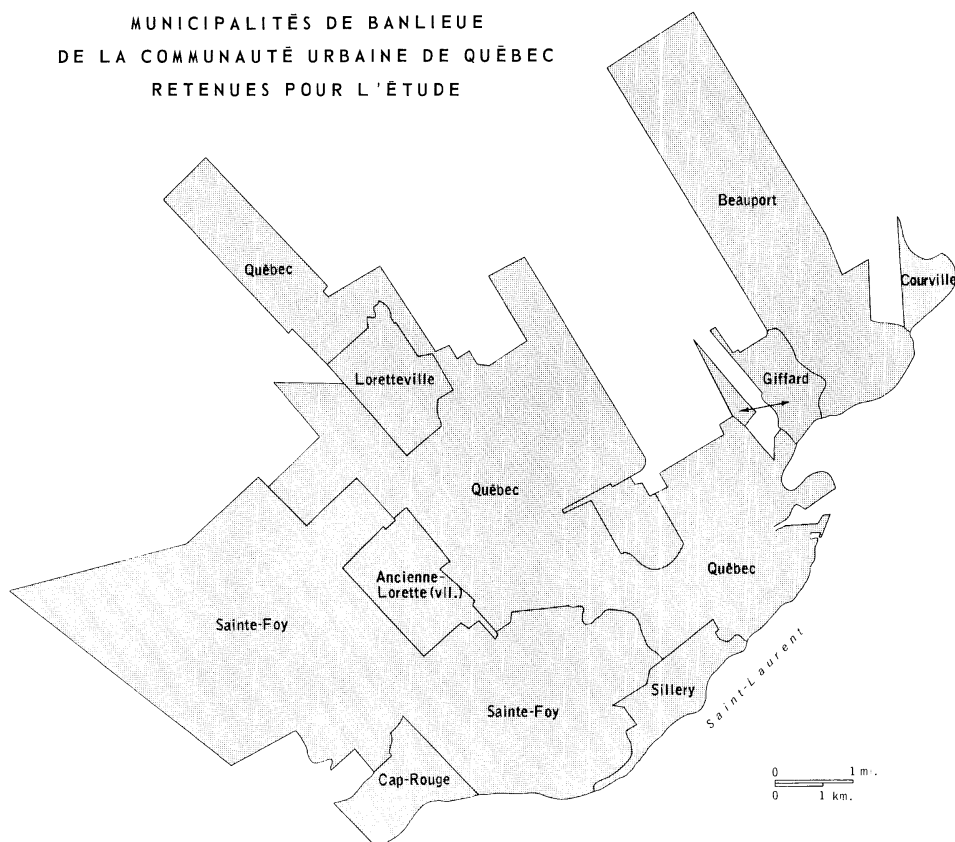 MUNICIPALITÉS DE BANLIEUE
DE LA COMMUNAUTÉ URBAINE DE QUÉBEC
RETENUES POUR L'ÉTUDE
Beauport
Québec
Courville
Loretteville
Giffard
Québec
Québec
Ancienne-
Lorette (vil.)
Sainte-Foy
Sillery
Saint-Laurent
Sainte-Foy
Cap-Rouge
0 1 mi.
0 1 km.